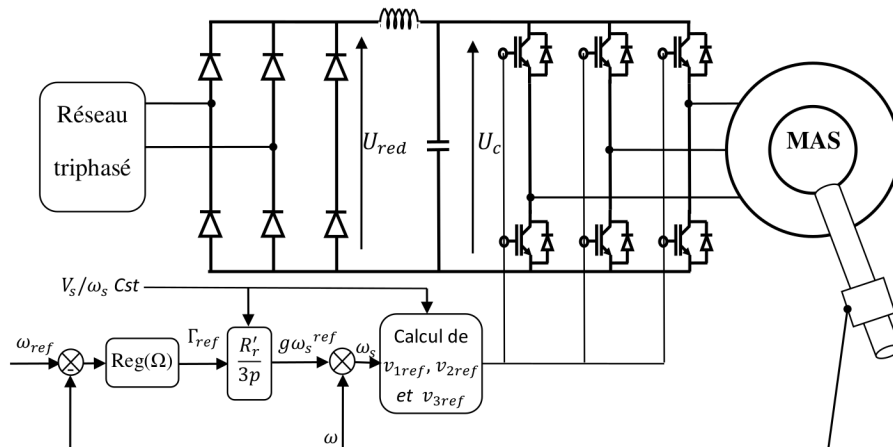 Réseau
triphasé
U_red
U_c
MAS
V_s/ω_s Cst
ω_ref
-
Reg(Ω)
Γ_ref
R'_r
3p
gω_s^ref
ω_s
Calcul de
v_1ref, v_2ref
et v_3ref
ω